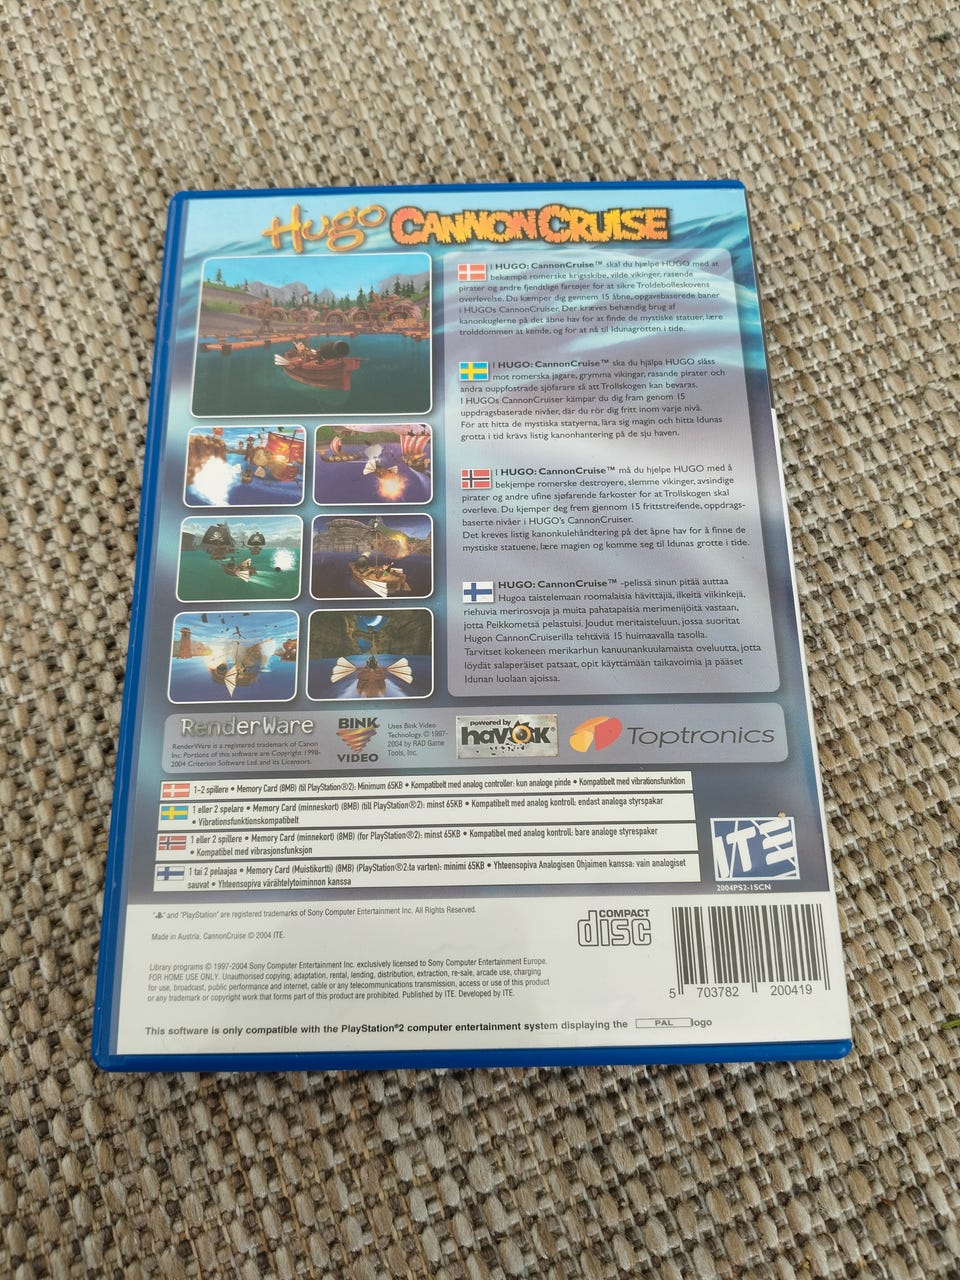 Hugo CANNONCRUISE
I HUGO: CannonCruise™ skal du hjælpe HUGO med at
bekæmpe romerske krigsskibe, vilde vikinger, rasende
pirater og andre fjendtlige fartøjer for at sikre Troldebolleskovens
overlevelse. Du kæmper dig gennem 15 åbne, opgavebaserede baner
i HUGOs CannonCruiser. Der kræves behændig brug af
kanonkuglerne på det åbne hav for at finde de mystiske statuer, lære
trolddommen at kende, og for at nå til Idunagrotten i tide.
I HUGO: CannonCruise™ ska du hjälpa HUGO slåss
mot romerska jagare, grymma vikingar, rasande pirater och
andra ouppfostrade sjöfarare så att Trollskogen kan bevaras.
I HUGOs CannonCruiser kämpar du dig fram genom 15
uppdragsbaserade nivåer, där du rör dig fritt inom varje nivå.
För att hitta de mystiska statyerna, lära sig magin och hitta Idunas
grotta i tid krävs listig kanonhantering på de sju haven.
I HUGO: CannonCruise™ må du hjelpe HUGO med å
bekjempe romerske destroyere, slemme vikinger, avsindige
pirater og andre ufine sjøfarende farkoster for at Trollskogen skal
overleve. Du kjemper deg frem gjennom 15 frittstreifende, oppdrags-
baserte nivåer i HUGO's CannonCruiser.
Det kreves listig kanonkulehåndtering på det åpne hav for å finne de
mystiske statuene, lære magien og komme seg til Idunas grotte i tide.
HUGO: CannonCruise™ -pelissä sinun pitää auttaa
Hugoa taistelemaan roomalaisia hävittäjiä, ilkeitä viikinkejä,
riehuvia merirosvoja ja muita pahatapaisia merimenijöitä vastaan,
jotta Peikkometsä pelastuisi. Joudut meritaisteluun, jossa suoritat
Hugon CannonCruiserilla tehtäviä 15 huimaavalla tasolla.
Tarvitset kokeneen merikarhun kanuunankuulamaista oveluutta, jotta
löydät salaperäiset patsaat, opit käyttämään taikavoimia ja pääset
Idunan luolaan ajoissa.
RenderWare
RenderWare is a registered trademark of Canon
Inc. Portions of this software are Copyright 1998-
2004 Criterion Software Ltd. and its Licensors.
BINK
VIDEO
Uses Bink Video
Technology. © 1997-
2004 by RAD Game
Tools, Inc.
powered by
havok
Toptronics
1–2 spillere • Memory Card (8MB) (til PlayStation®2): Minimum 65KB • Kompatibelt med analog controller: kun analoge pinde • Kompatibelt med vibrationsfunktion
1 eller 2 spelare • Memory Card (minneskort) (8MB) (till PlayStation®2): minst 65KB • Kompatibelt med analog kontroll: endast analoga styrspakar
• Vibrationsfunktionskompatibelt
1 eller 2 spillere • Memory Card (minnekort) (8MB) (for PlayStation®2): minst 65KB • Kompatibel med analog kontroll: bare analoge styrespaker
• Kompatibel med vibrasjonsfunksjon
1 tai 2 pelaajaa • Memory Card (Muistikortti) (8MB) (PlayStation®2:ta varten): minimi 65KB • Yhteensopiva Analogisen Ohjaimen kanssa: vain analogiset
sauvat • Yhteensopiva värähtelytoiminnon kanssa
ITE
2004PS2-1SCN
" " and "PlayStation" are registered trademarks of Sony Computer Entertainment Inc. All Rights Reserved.
Made in Austria. CannonCruise © 2004 ITE.
Library programs © 1997-2004 Sony Computer Entertainment Inc. exclusively licensed to Sony Computer Entertainment Europe.
FOR HOME USE ONLY. Unauthorised copying, adaptation, rental, lending, distribution, extraction, re-sale, arcade use, charging
for use, broadcast, public performance and internet, cable or any telecommunications transmission, access or use of this product
or any trademark or copyright work that forms part of this product are prohibited. Published by ITE. Developed by ITE.
COMPACT
disc
5 703782 200419
This software is only compatible with the PlayStation®2 computer entertainment system displaying the PAL logo